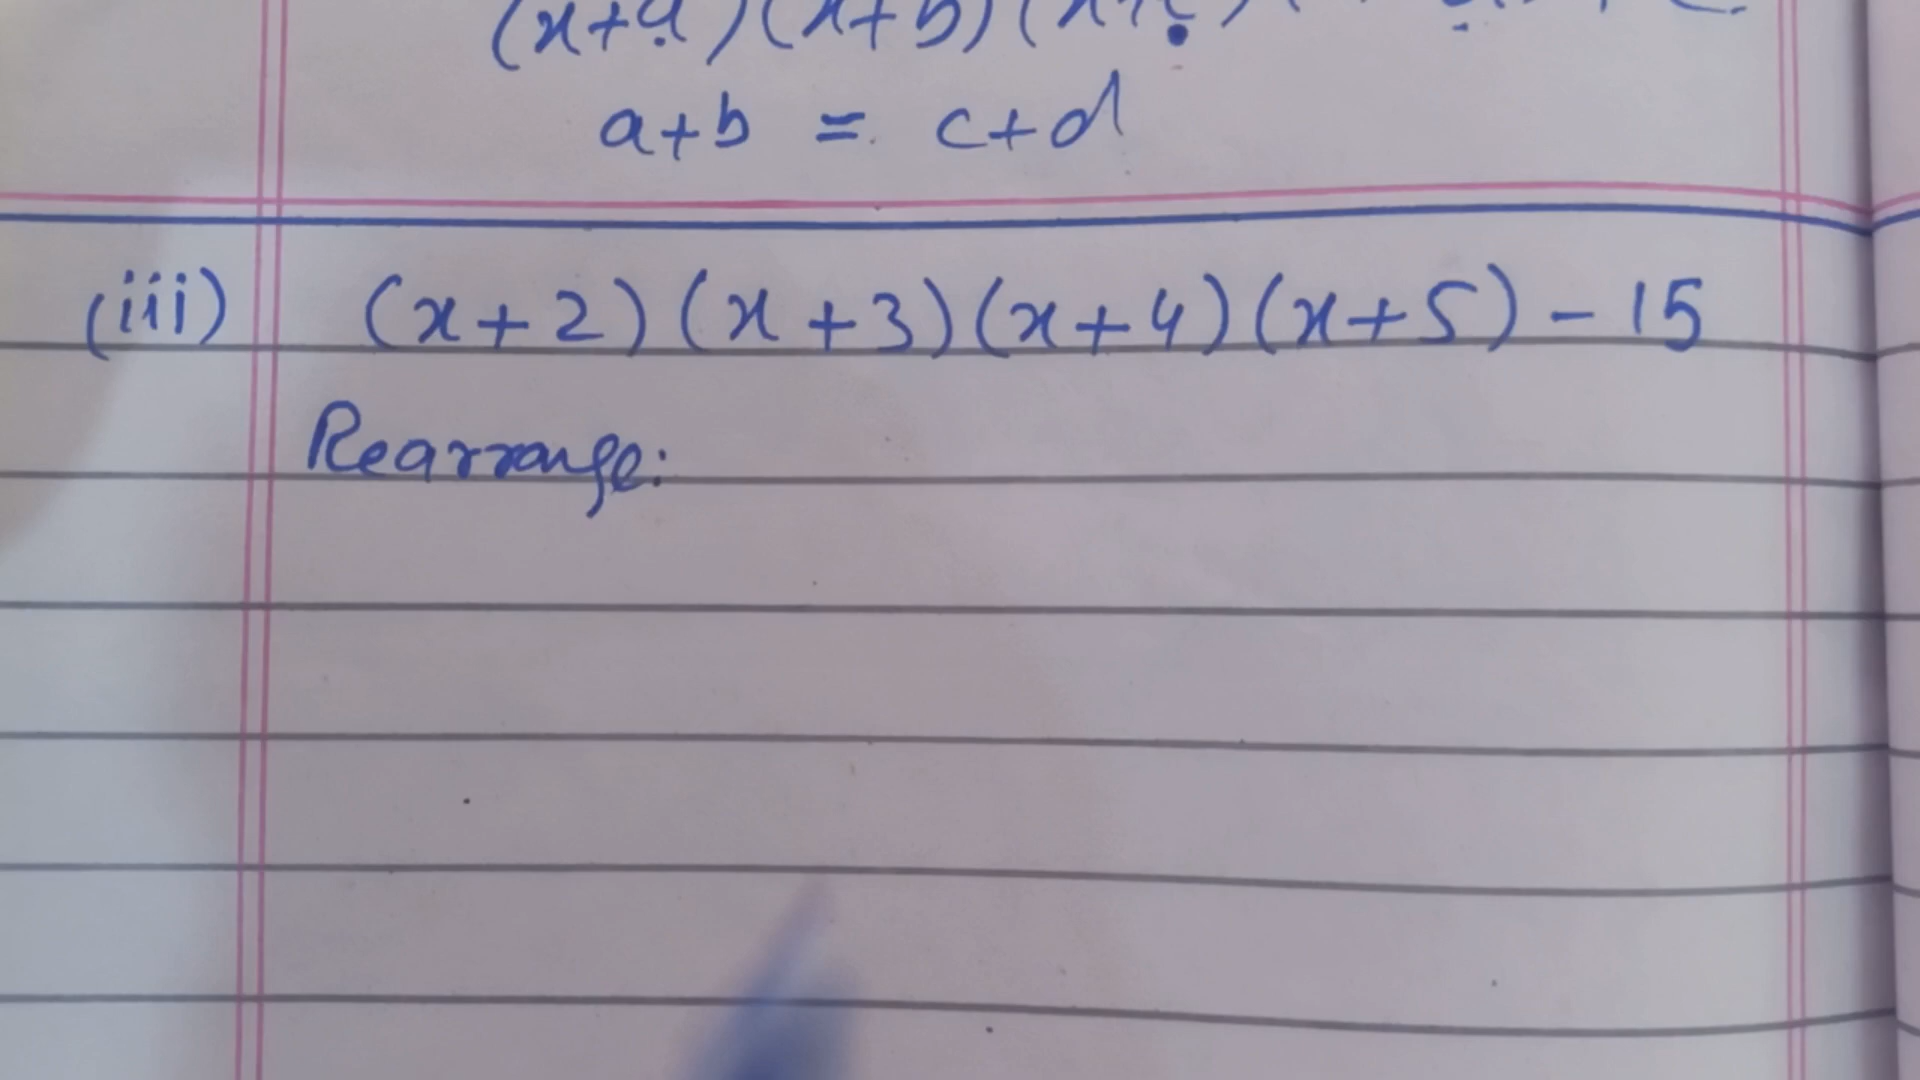 (x+a)(x+b)(x+c)
a+b = c+d
(iii) (x+2)(x+3)(x+4)(x+5)-15
Rearrange: